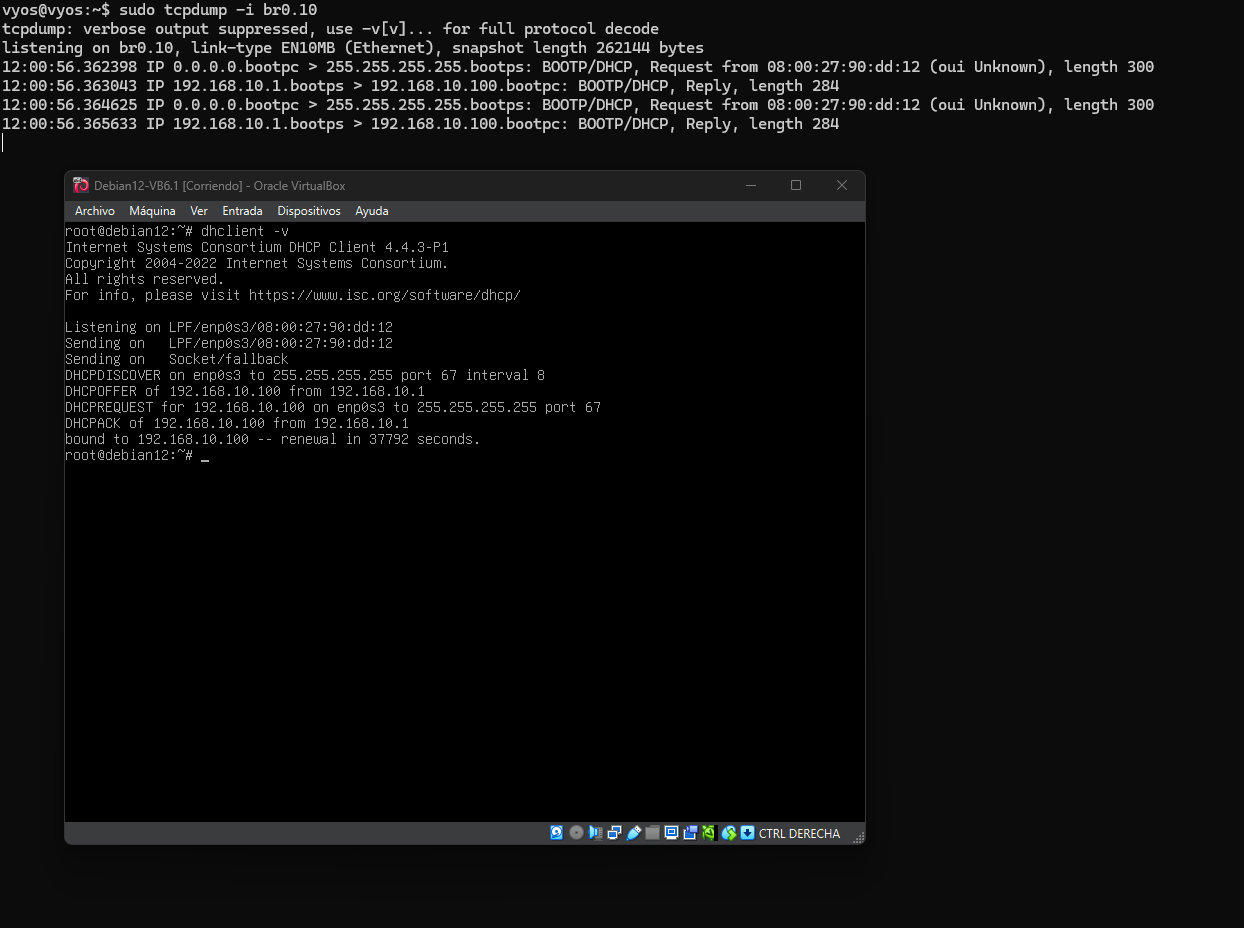 vyos@vyos:~$ sudo tcpdump -i br0.10
tcpdump: verbose output suppressed, use -v[v]... for full protocol decode
listening on br0.10, link-type EN10MB (Ethernet), snapshot length 262144 bytes
12:00:56.362398 IP 0.0.0.0.bootpc > 255.255.255.255.bootps: BOOTP/DHCP, Request from 08:00:27:90:dd:12 (oui Unknown), length 300
12:00:56.363043 IP 192.168.10.1.bootps > 192.168.10.100.bootpc: BOOTP/DHCP, Reply, length 284
12:00:56.364625 IP 0.0.0.0.bootpc > 255.255.255.255.bootps: BOOTP/DHCP, Request from 08:00:27:90:dd:12 (oui Unknown), length 300
12:00:56.365633 IP 192.168.10.1.bootps > 192.168.10.100.bootpc: BOOTP/DHCP, Reply, length 284
Debian12-VB6.1 [Corriendo] - Oracle VirtualBox
Archivo Máquina Ver Entrada Dispositivos Ayuda
root@debian12:~# dhclient -v
Internet Systems Consortium DHCP Client 4.4.3-P1
Copyright 2004-2022 Internet Systems Consortium.
All rights reserved.
For info, please visit https://www.isc.org/software/dhcp/
Listening on LPF/enp0s3/08:00:27:90:dd:12
Sending on   LPF/enp0s3/08:00:27:90:dd:12
Sending on   Socket/fallback
DHCPDISCOVER on enp0s3 to 255.255.255.255 port 67 interval 8
DHCPOFFER of 192.168.10.100 from 192.168.10.1
DHCPREQUEST for 192.168.10.100 on enp0s3 to 255.255.255.255 port 67
DHCPACK of 192.168.10.100 from 192.168.10.1
bound to 192.168.10.100 -- renewal in 37792 seconds.
root@debian12:~# _
CTRL DERECHA